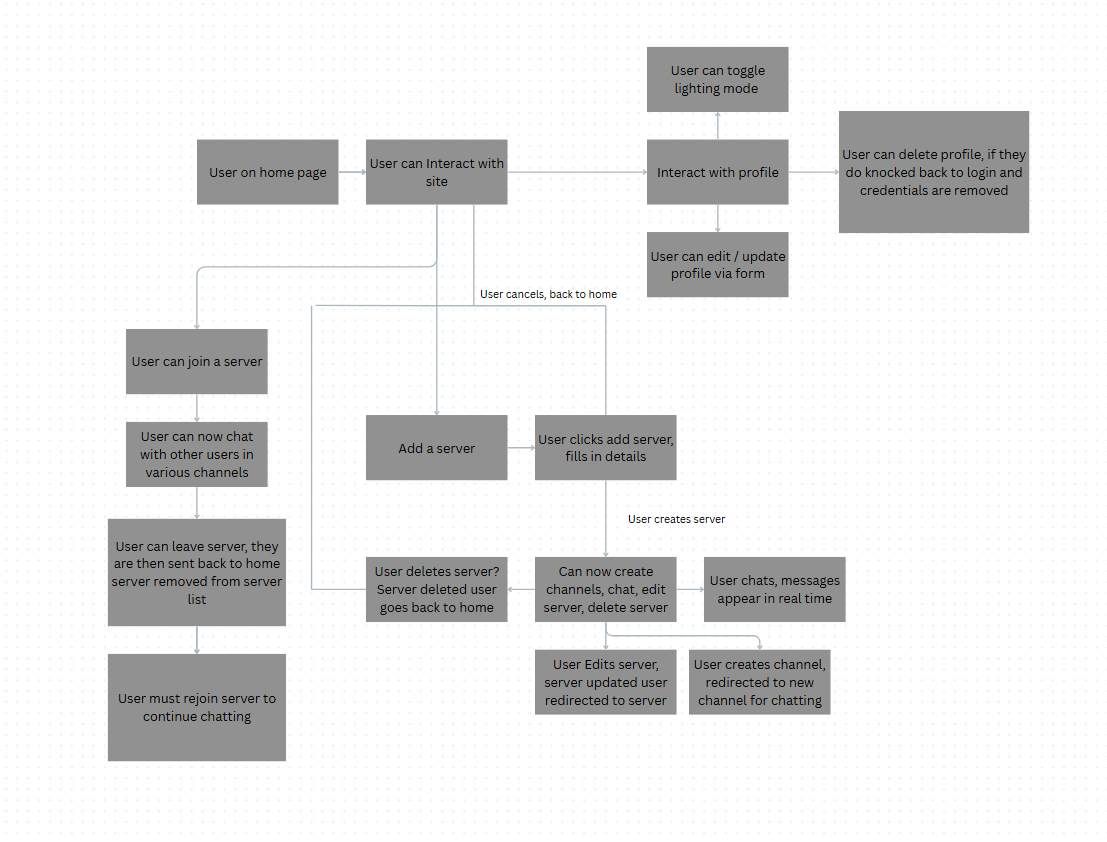 User can toggle
lighting mode
User on home page
User can Interact with
site
Interact with profile
User can delete profile, if they
do knocked back to login and
credentials are removed
User can edit / update
profile via form
User cancels, back to home
User can join a server
User can now chat
with other users in
various channels
Add a server
User clicks add server,
fills in details
User creates server
User can leave server, they
are then sent back to home
server removed from server
list
User deletes server?
Server deleted user
goes back to home
Can now create
channels, chat, edit
server, delete server
User chats, messages
appear in real time
User Edits server,
server updated user
redirected to server
User creates channel,
redirected to new
channel for chatting
User must rejoin server to
continue chatting